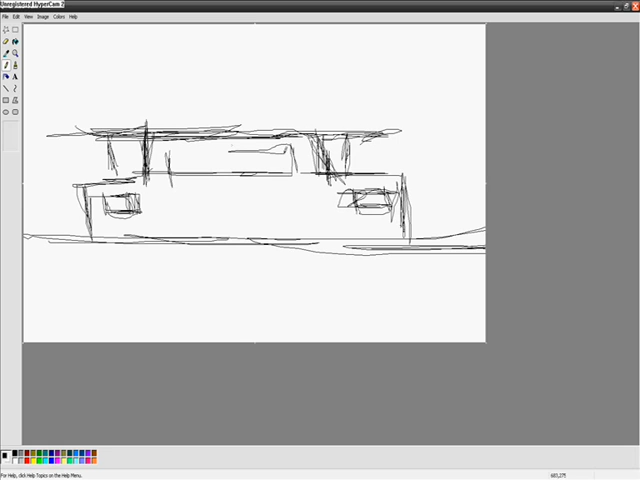 Unregistered HyperCam 2
File Edit View Image Colors Help
A
For Help, click Help Topics on the Help Menu.
683,275